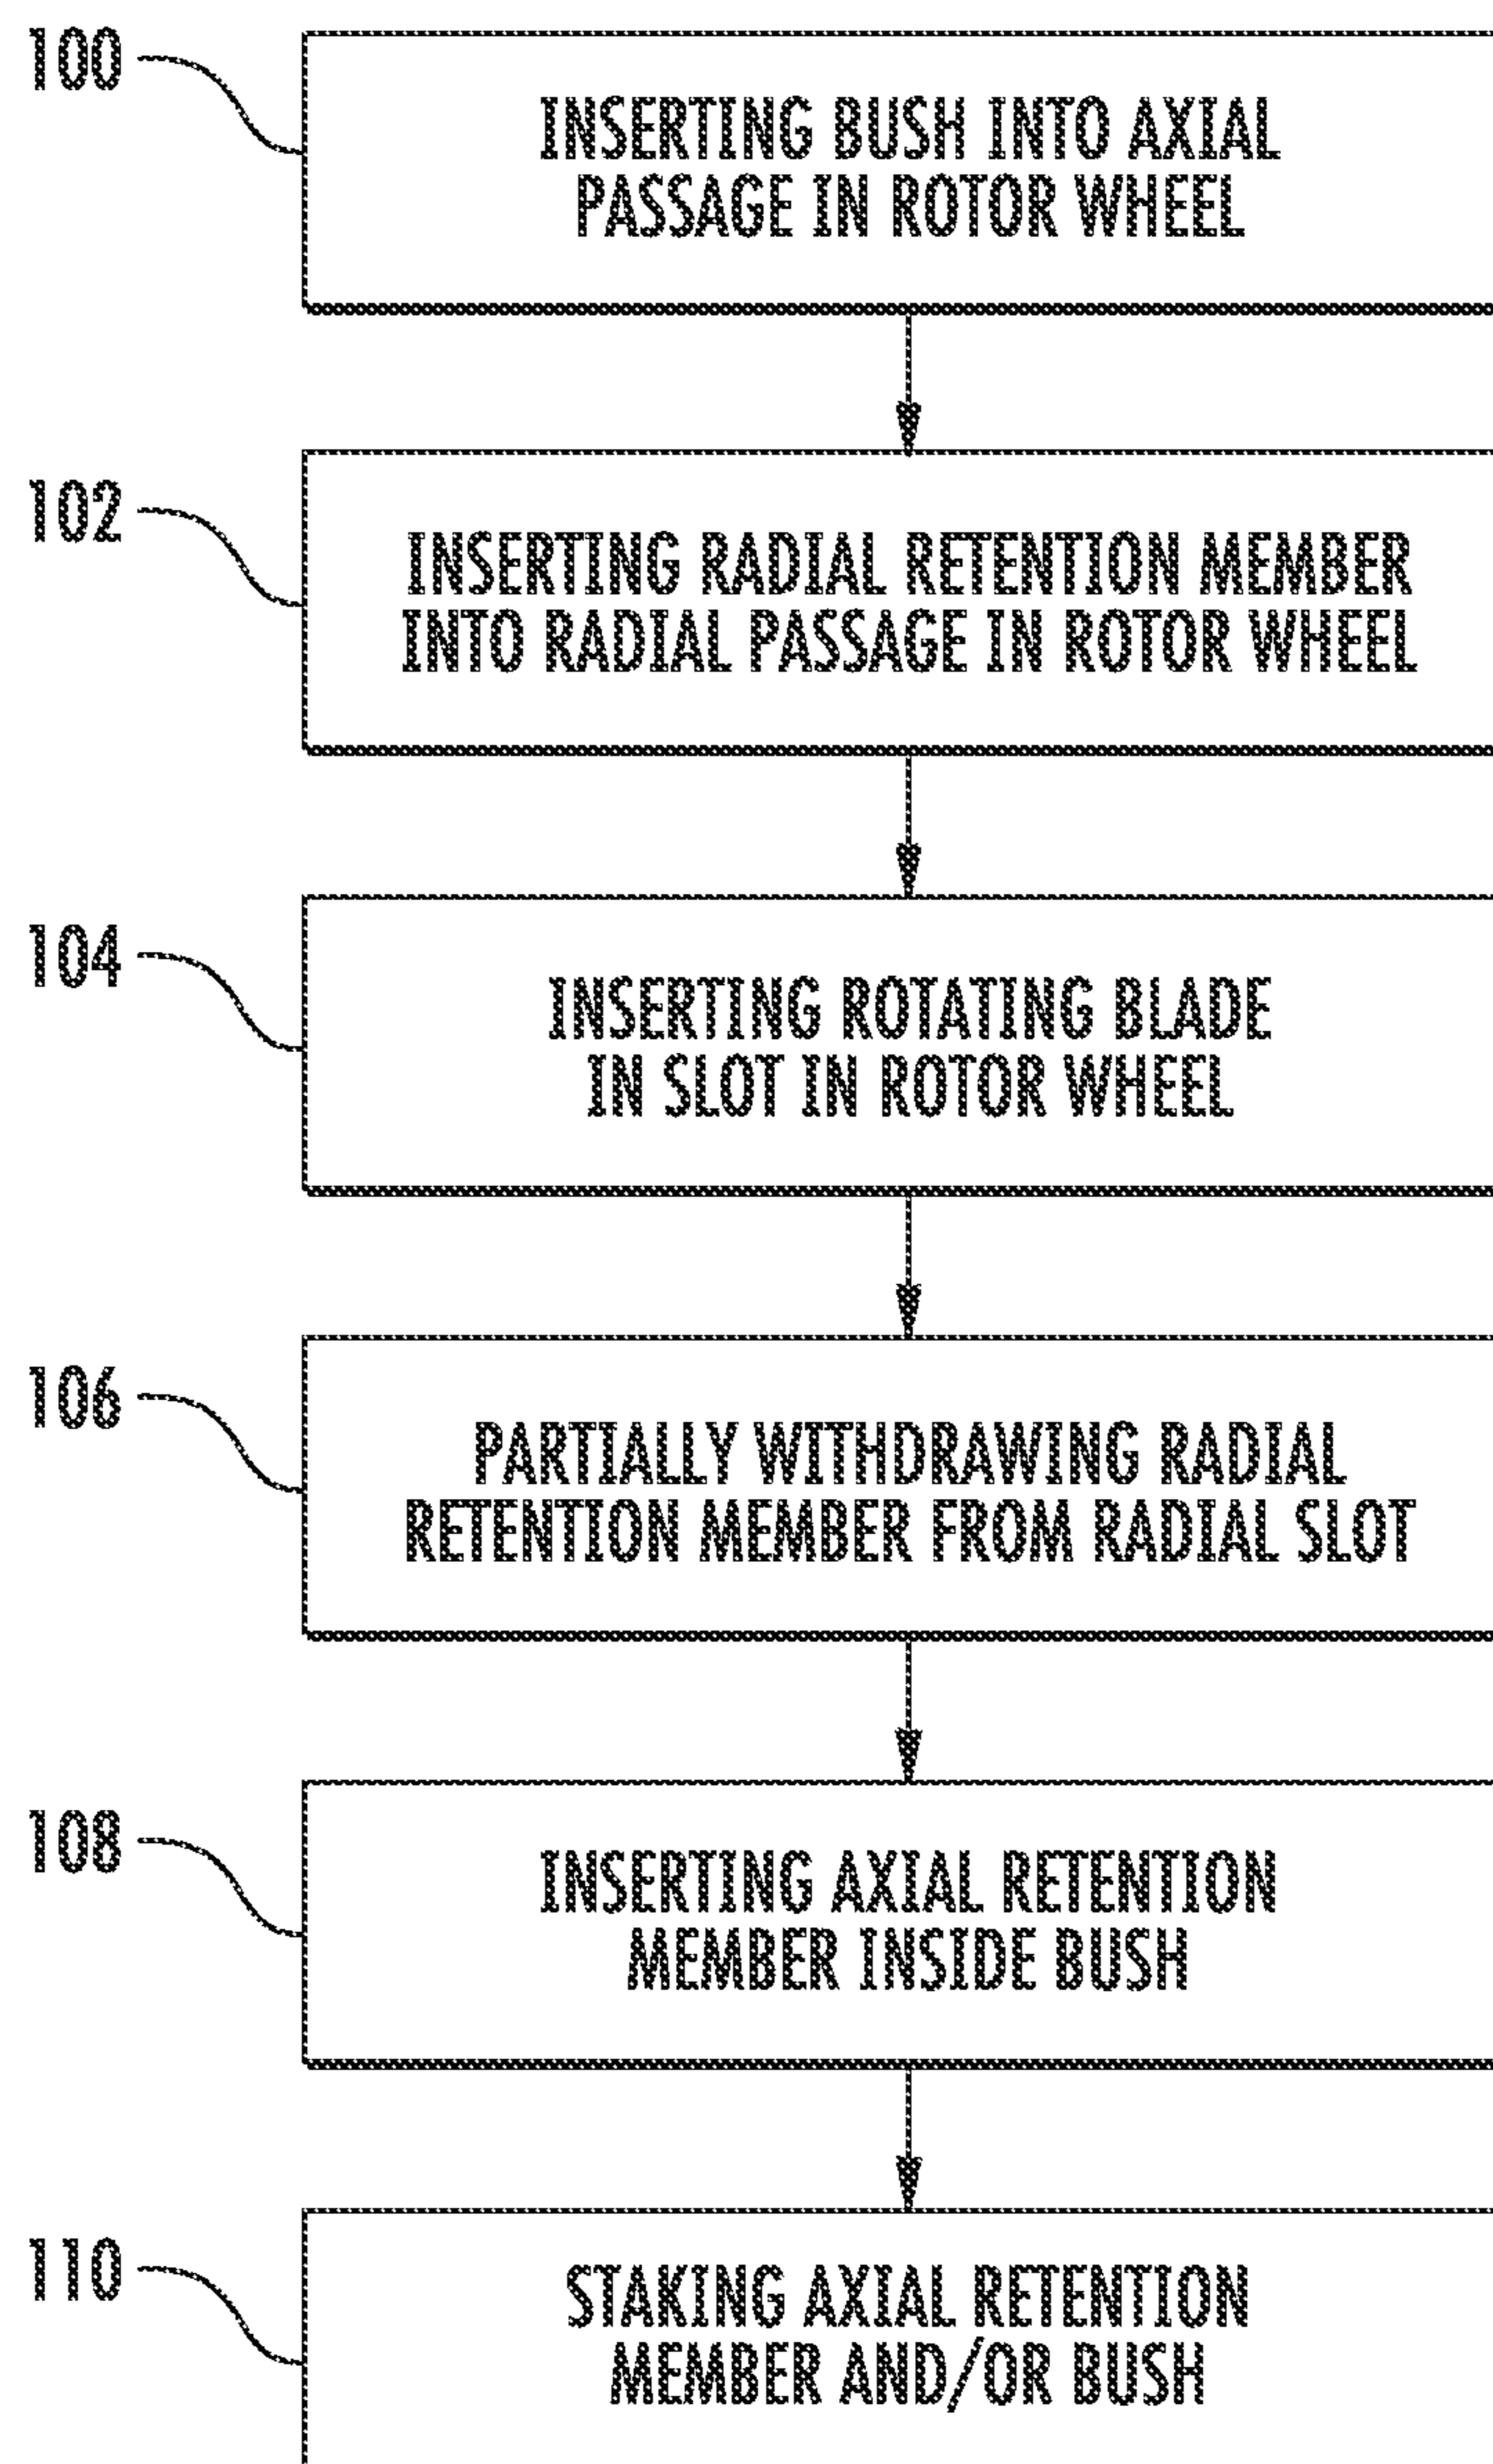 100
INSERTING BUSH INTO AXIAL
PASSAGE IN ROTOR WHEEL
102
INSERTING RADIAL RETENTION MEMBER
INTO RADIAL PASSAGE IN ROTOR WHEEL
104
INSERTING ROTATING BLADE
IN SLOT IN ROTOR WHEEL
106
PARTIALLY WITHDRAWING RADIAL
RETENTION MEMBER FROM RADIAL SLOT
108
INSERTING AXIAL RETENTION
MEMBER INSIDE BUSH
110
STAKING AXIAL RETENTION
MEMBER AND/OR BUSH